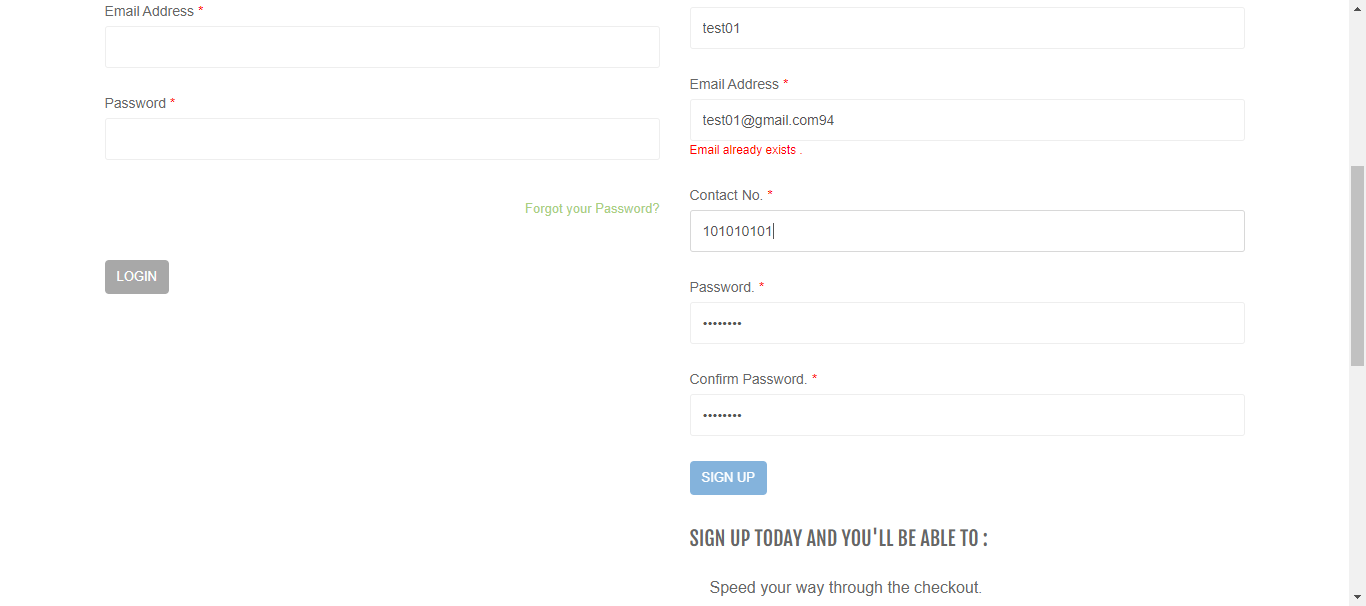 Email Address *
Password *
Forgot your Password?
LOGIN
test01
Email Address *
test01@gmail.com94
Email already exists .
Contact No. *
101010101
Password. *
••••••••
Confirm Password. *
••••••••
SIGN UP
SIGN UP TODAY AND YOU'LL BE ABLE TO :
Speed your way through the checkout.